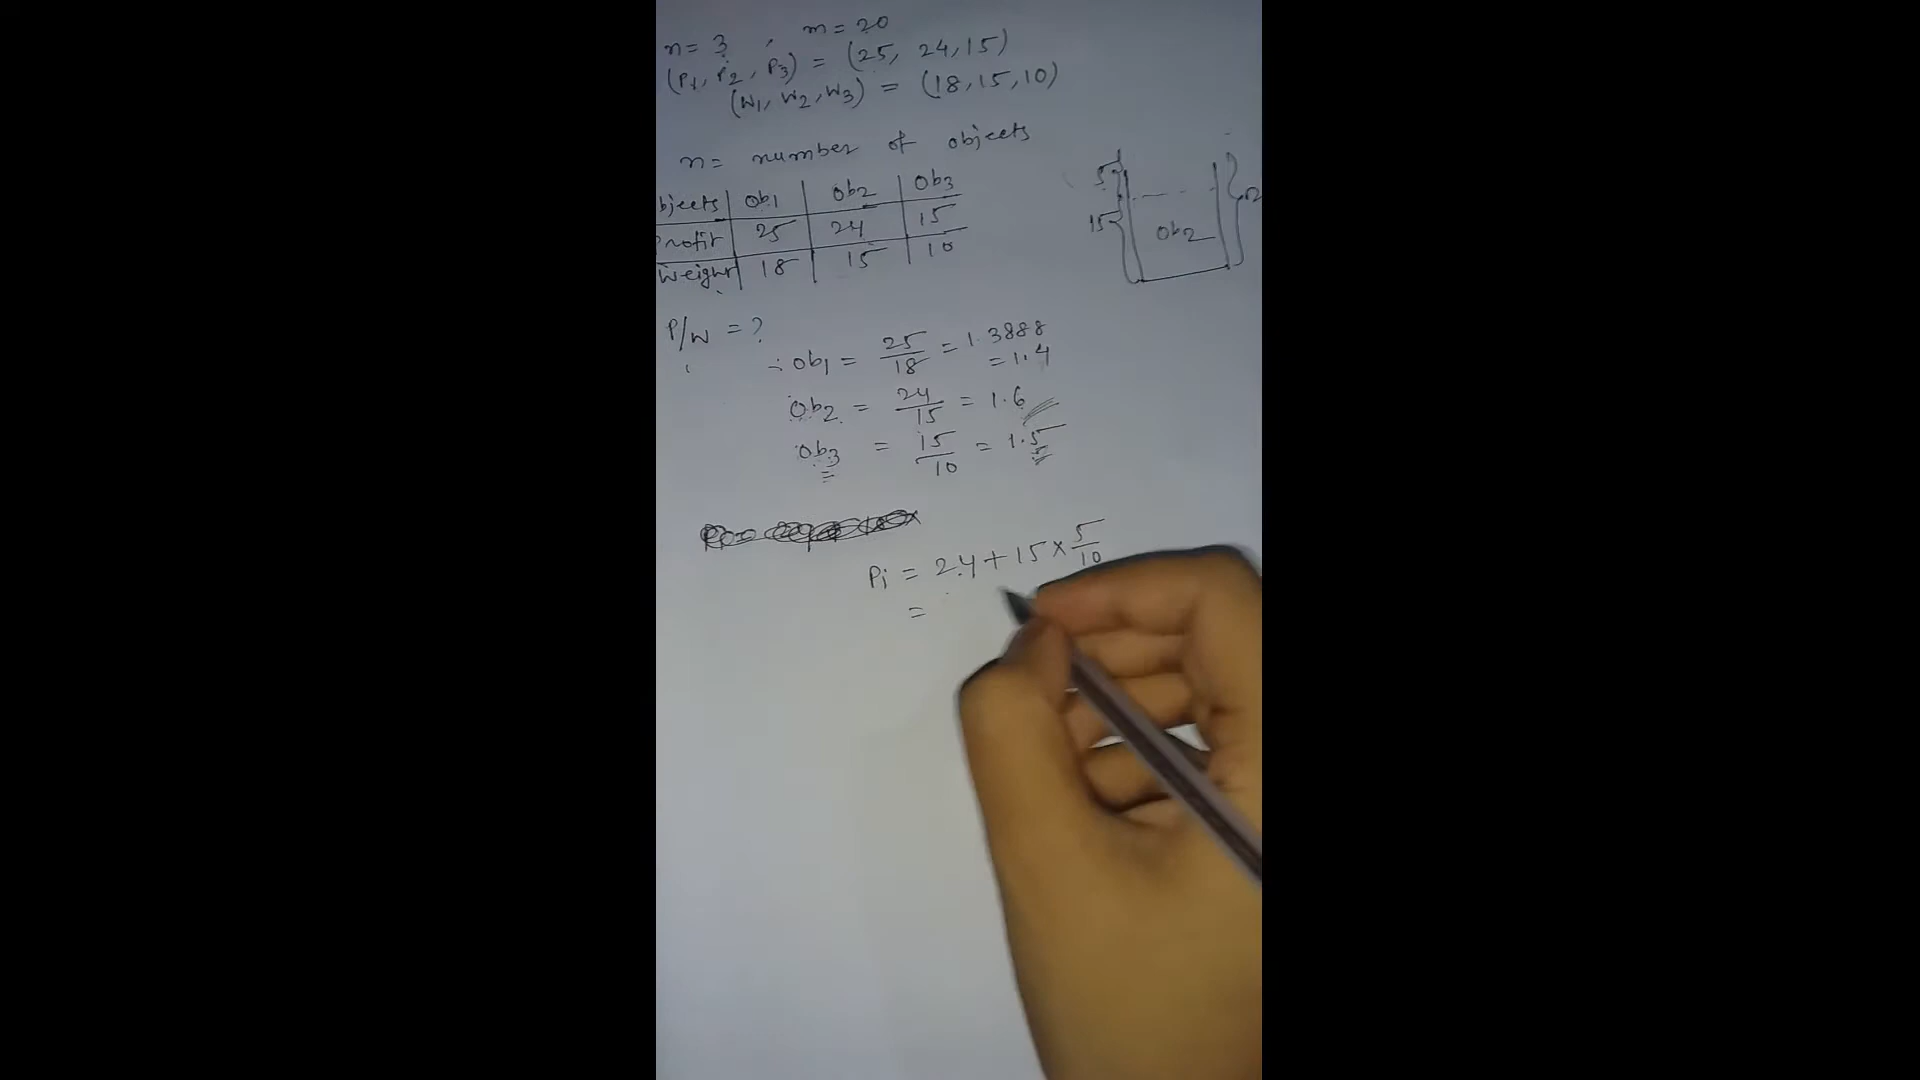 n = 3 , m = 20
(P1, P2, P3) = (25, 24, 15)
(W1, W2, W3) = (18, 15, 10)
n = number of objects
bjects Ob1 Ob2 Ob3
Profit 25 24 15
Weight 18 15 10
5
15
Ob2
P/W = ?
∴ Ob1 = 25/18 = 1.3888
= 1.4
Ob2 = 24/15 = 1.6
Ob3 = 15/10 = 1.5
Pi = 24 + 15 × 5/10
=